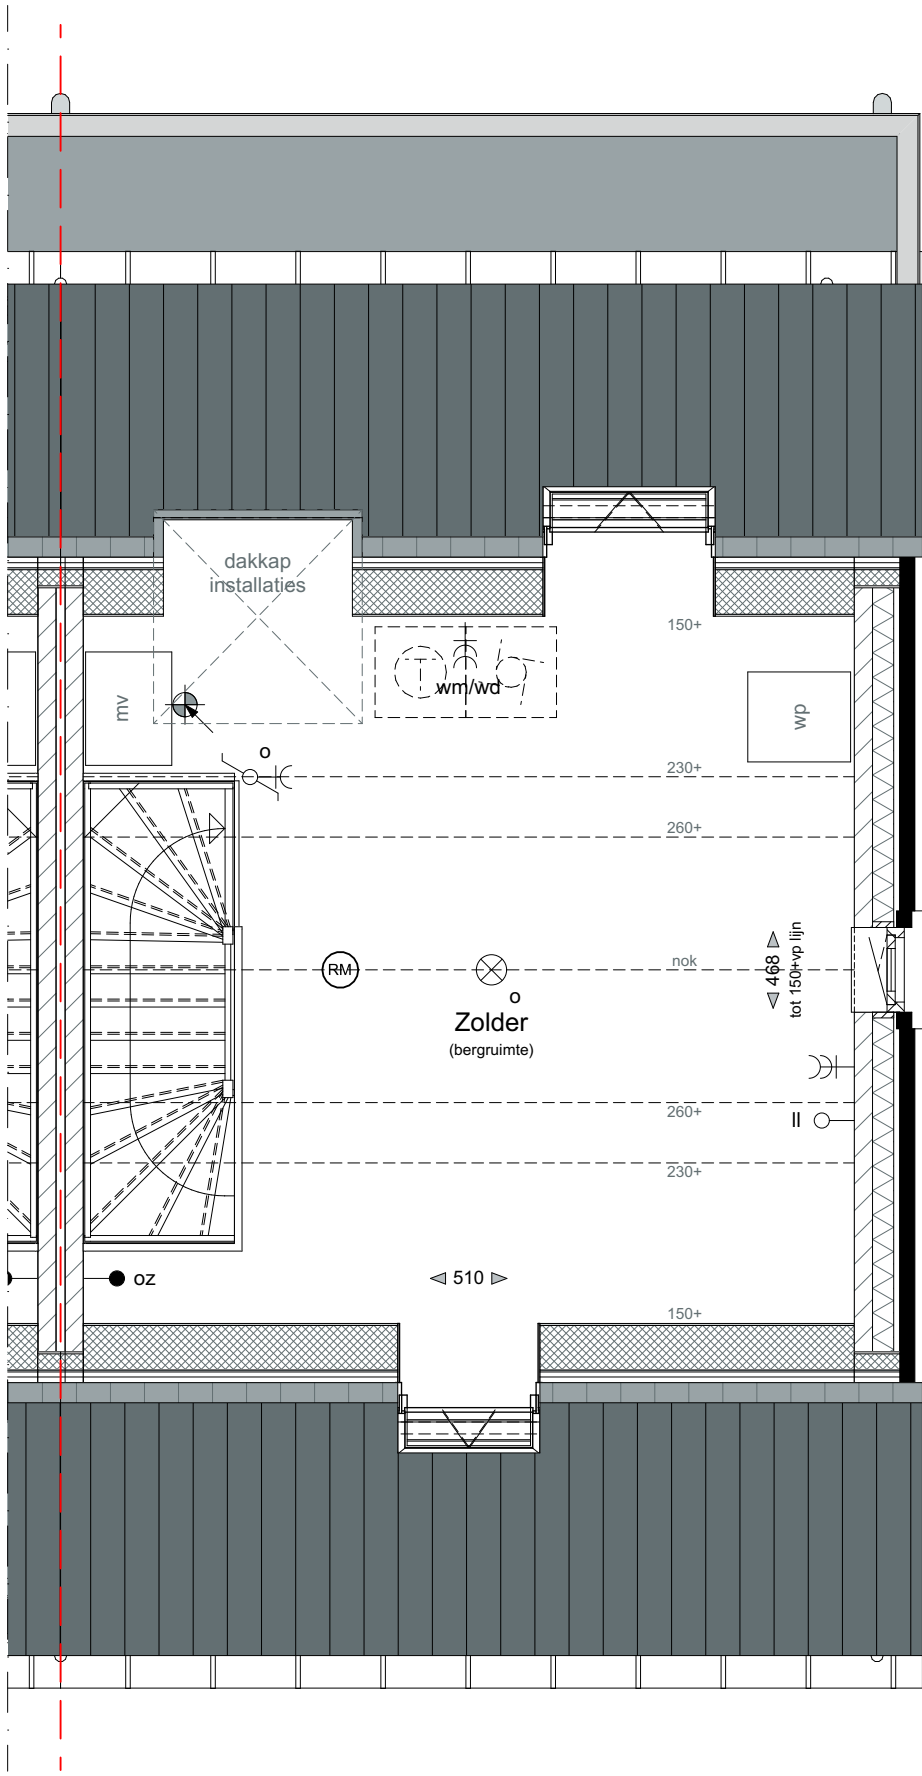 dakkap
installaties
150+
wm/wd
mv
wp
o
230+
260+
nok
468
tot 150+vp lijn
RM
o
Zolder
(bergruimte)
260+
ll
230+
oz
510
150+